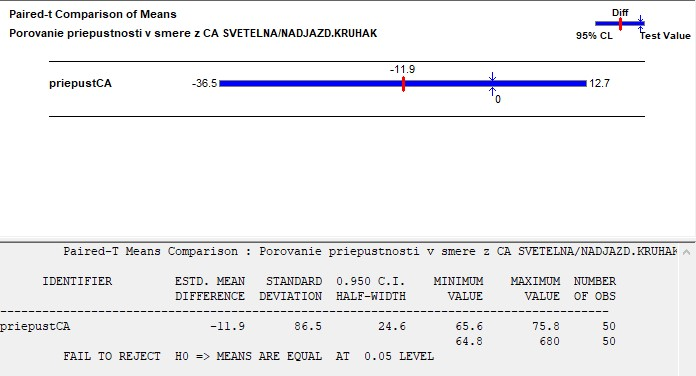 Paired-t Comparison of Means
Diff
Porovanie priepustnosti v smere z CA SVETELNA/NADJAZD.KRUHAK
95% CL Test Value
-11.9
priepustCA -36.5 12.7
0
Paired-T Means Comparison : Porovanie priepustnosti v smere z CA SVETELNA/NADJAZD.KRUHAK
IDENTIFIER ESTD. MEAN STANDARD 0.950 C.I. MINIMUM MAXIMUM NUMBER
DIFFERENCE DEVIATION HALF-WIDTH VALUE VALUE OF OBS
priepustCA -11.9 86.5 24.6 65.6 75.8 50
64.8 680 50
FAIL TO REJECT H0 => MEANS ARE EQUAL AT 0.05 LEVEL